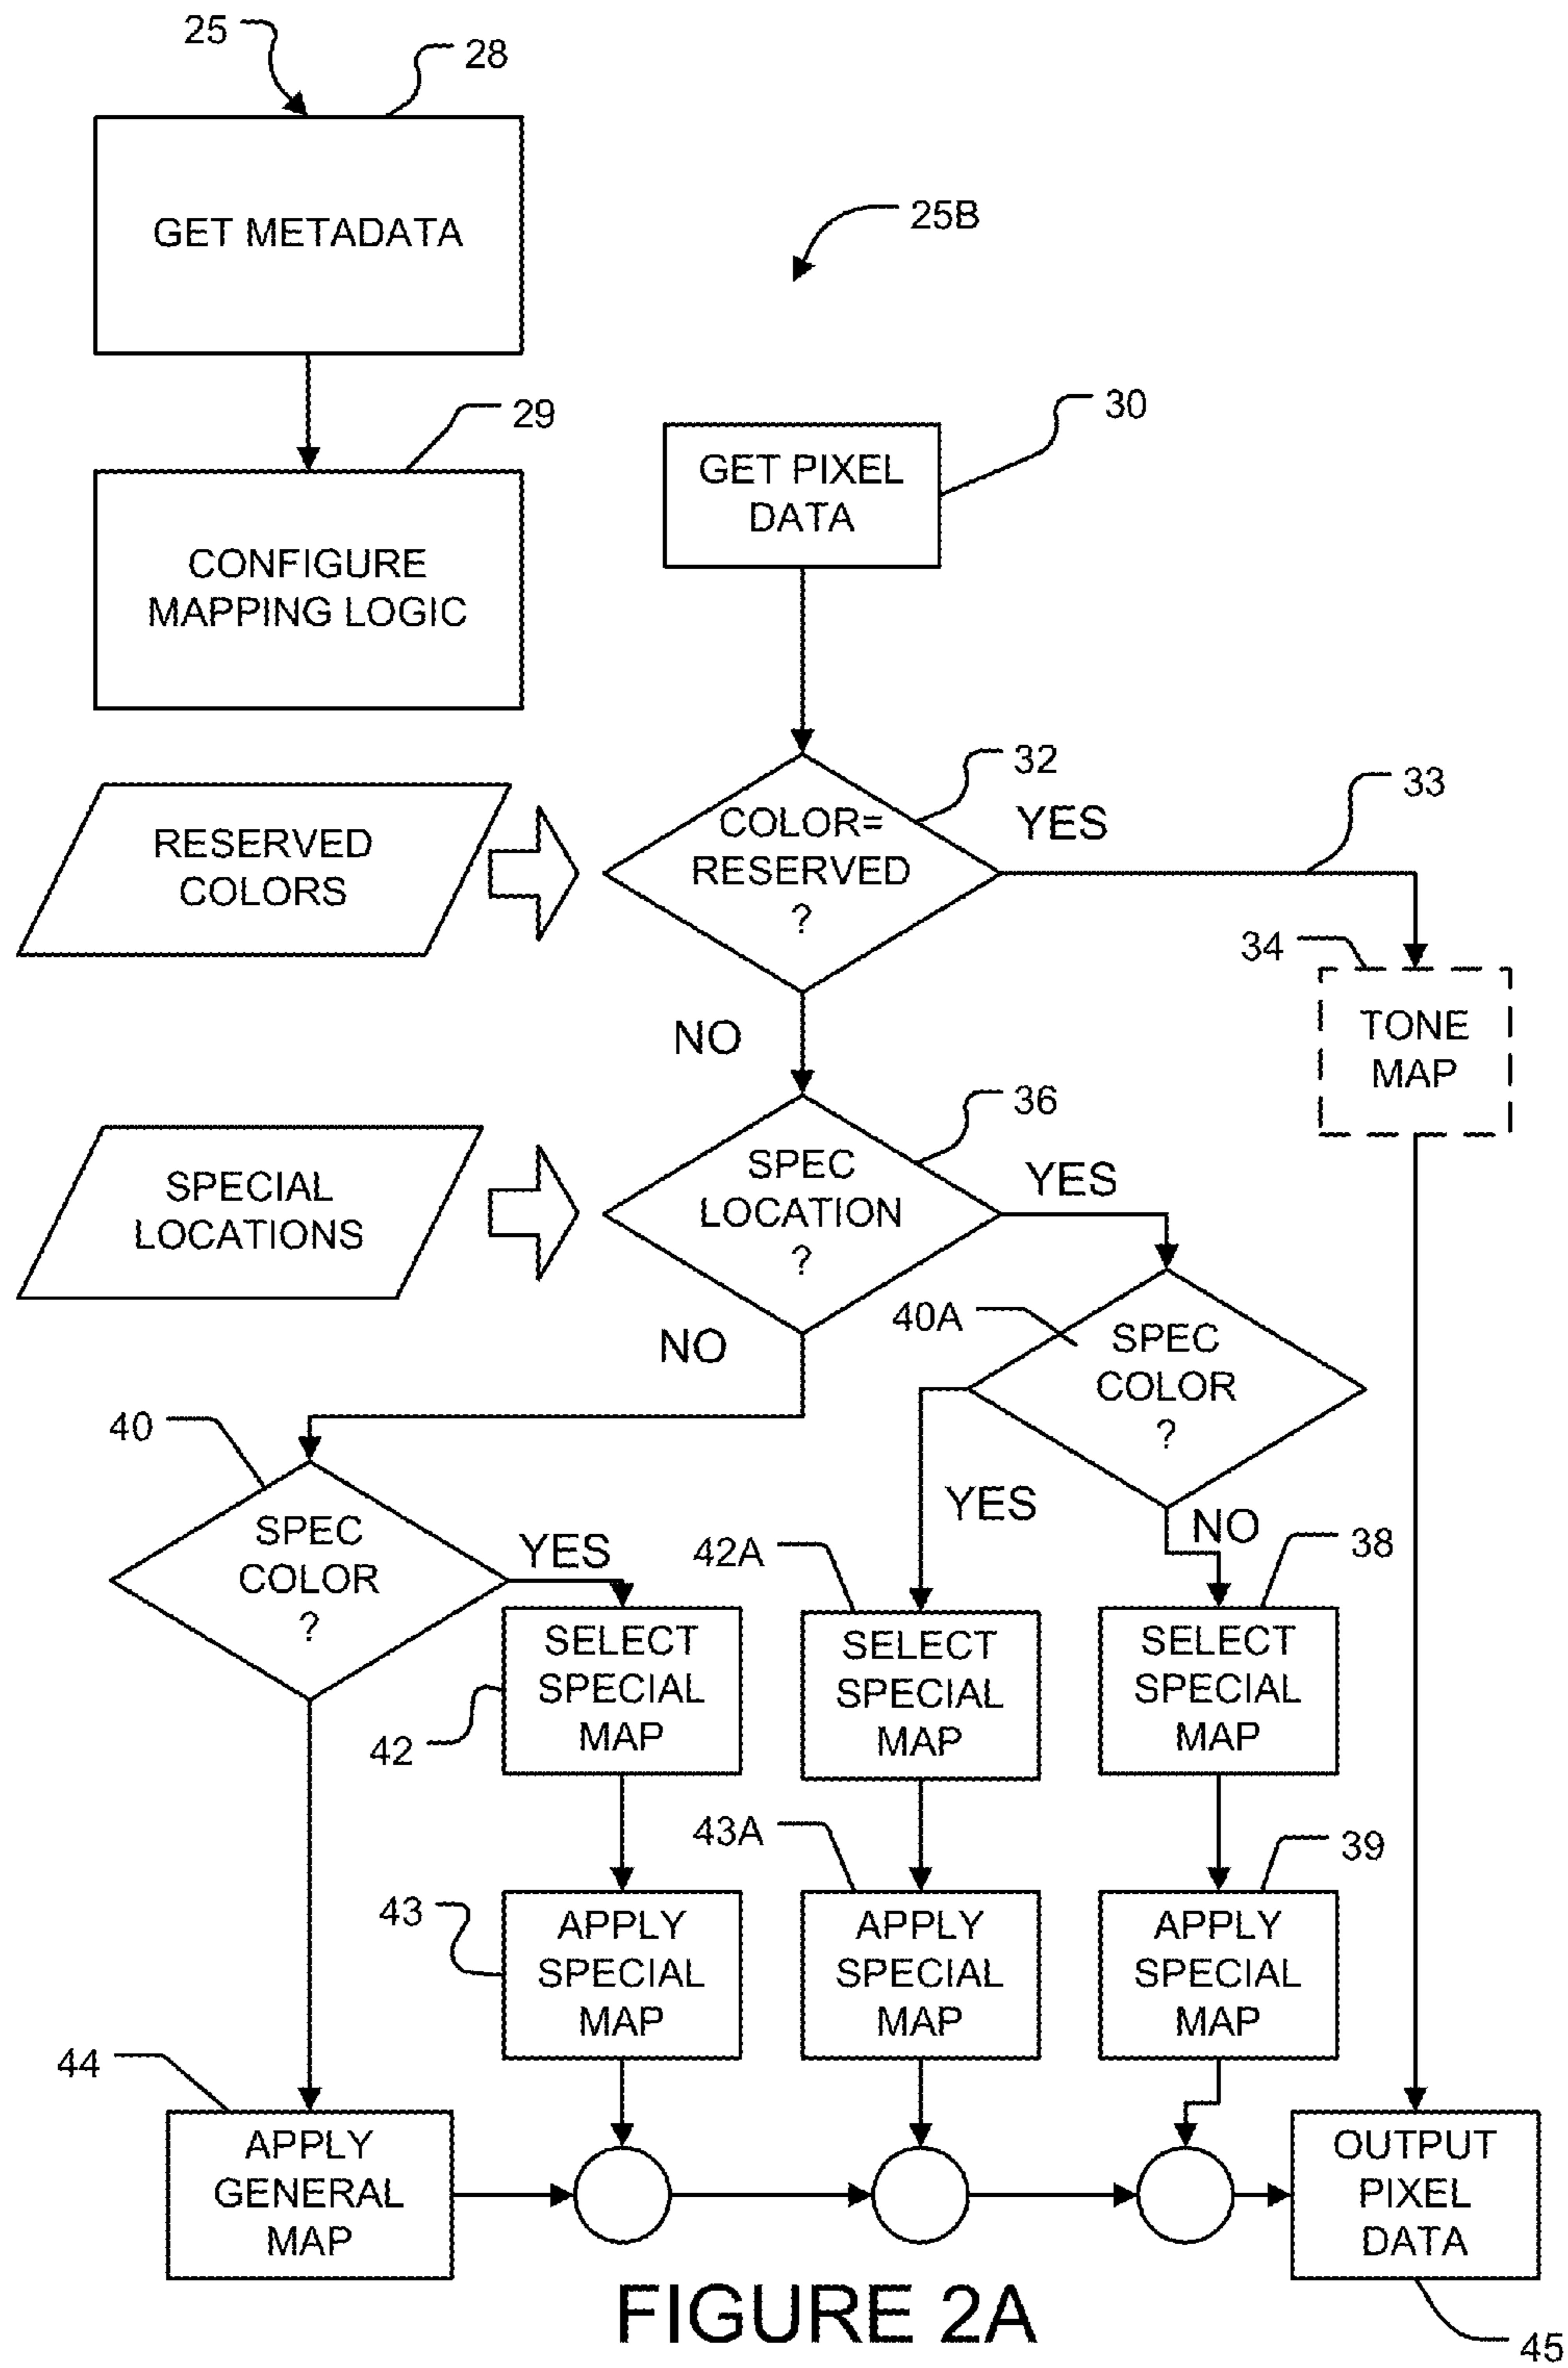 25
28
GET METADATA
25B
29
30
GET PIXEL
DATA
CONFIGURE
MAPPING LOGIC
32
33
YES
RESERVED
COLORS
COLOR=
RESERVED
?
34
TONE
MAP
NO
36
SPECIAL
LOCATIONS
SPEC
LOCATION
?
YES
40A
SPEC
COLOR
?
NO
40
SPEC
COLOR
?
YES
YES
NO
42A
38
SELECT
SPECIAL
MAP
42
SELECT
SPECIAL
MAP
SELECT
SPECIAL
MAP
43A
39
43
APPLY
SPECIAL
MAP
APPLY
SPECIAL
MAP
APPLY
SPECIAL
MAP
44
APPLY
GENERAL
MAP
OUTPUT
PIXEL
DATA
FIGURE 2A
45